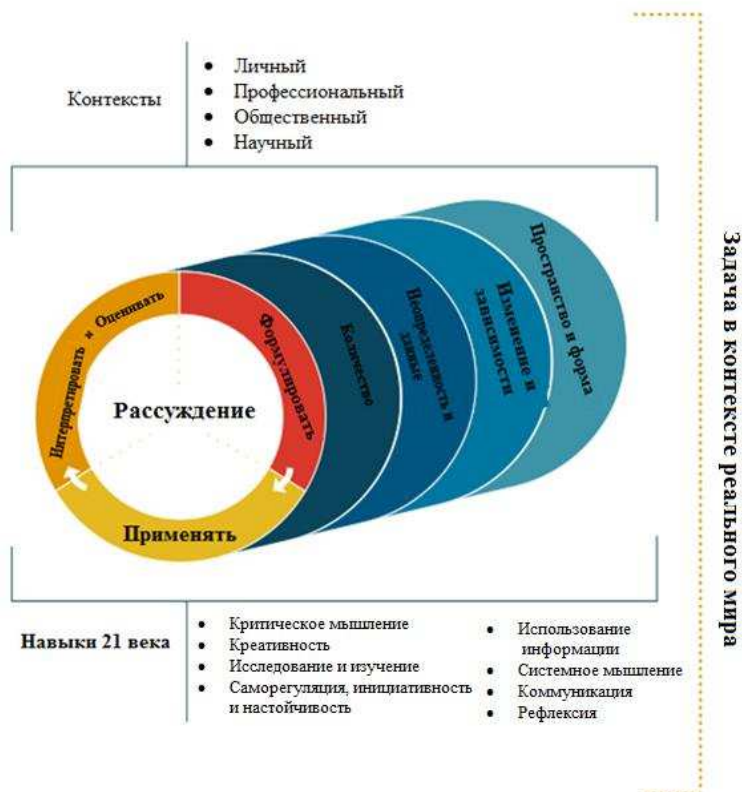 Контексты
• Личный
• Профессиональный
• Общественный
• Научный
Интерпретировать и Оценивать
Формулировать
Применять
Рассуждение
Количество
Неопределенность и
данные
Изменение и
зависимости
Пространство и форма
Задача в контексте реального мира
Навыки 21 века
• Критическое мышление
• Креативность
• Исследование и изучение
• Саморегуляция, инициативность
и настойчивость
• Использование
информации
• Системное мышление
• Коммуникация
• Рефлексия